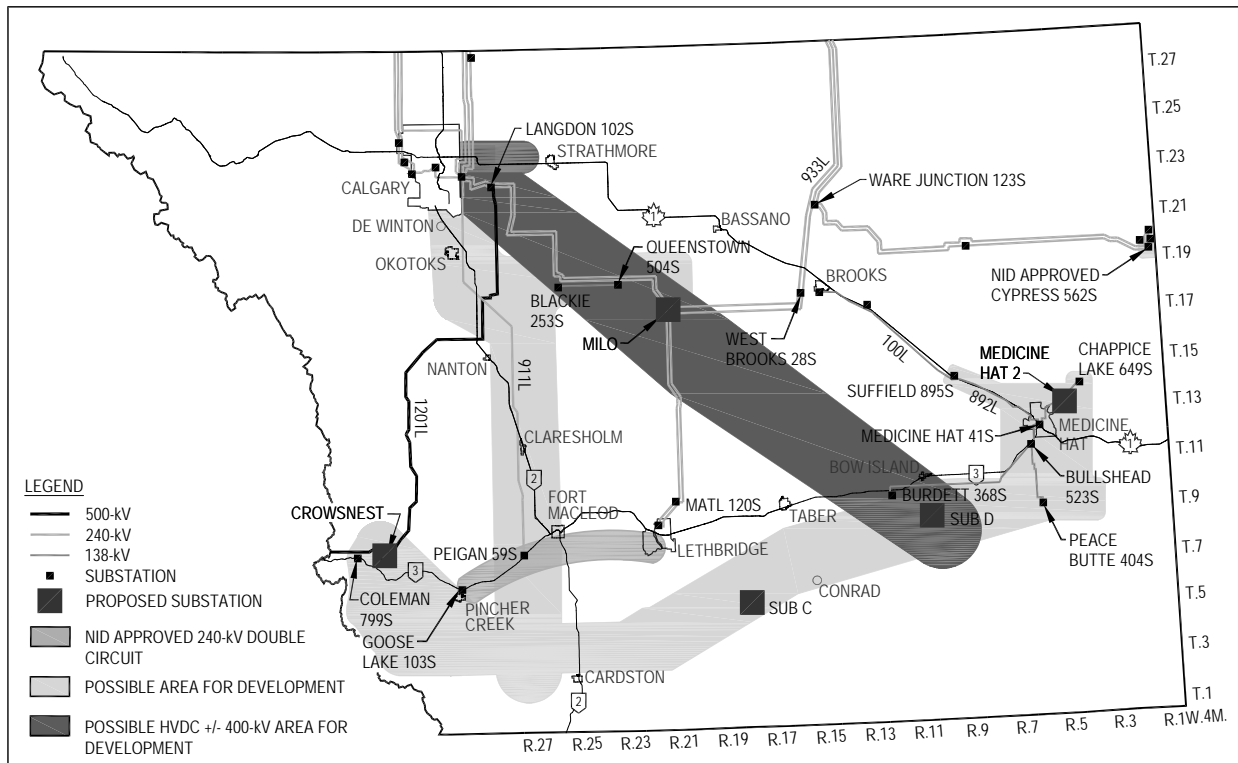 T.27
T.25
T.23
T.21
T.19
T.17
T.15
T.13
T.11
T.9
T.7
T.5
T.3
T.1
LANGDON 102S
STRATHMORE
CALGARY
DE WINTON
OKOTOKS
1
BASSANO
933L
WARE JUNCTION 123S
QUEENSTOWN
504S
BROOKS
NID APPROVED
CYPRESS 562S
BLACKIE
253S
MILO
WEST
BROOKS 28S
100L
MEDICINE
HAT 2
CHAPPICE
LAKE 649S
NANTON
911L
SUFFIELD 895S
892L
1201L
MEDICINE HAT 41S
MEDICINE
HAT
1
CLARESHOLM
2
BOW ISLAND
3
BULLSHEAD
523S
LEGEND
500-kV
240-kV
138-kV
SUBSTATION
PROPOSED SUBSTATION
NID APPROVED 240-kV DOUBLE
CIRCUIT
POSSIBLE AREA FOR DEVELOPMENT
POSSIBLE HVDC +/- 400-kV AREA FOR
DEVELOPMENT
CROWSNEST
FORT
MACLEOD
MATL 120S
TABER
BURDETT 368S
SUB D
PEIGAN 59S
LETHBRIDGE
PEACE
BUTTE 404S
3
COLEMAN
799S
PINCHER
CREEK
GOOSE
LAKE 103S
CONRAD
SUB C
CARDSTON
2
R.27
R.25
R.23
R.21
R.19
R.17
R.15
R.13
R.11
R.9
R.7
R.5
R.3
R.1W.4M.